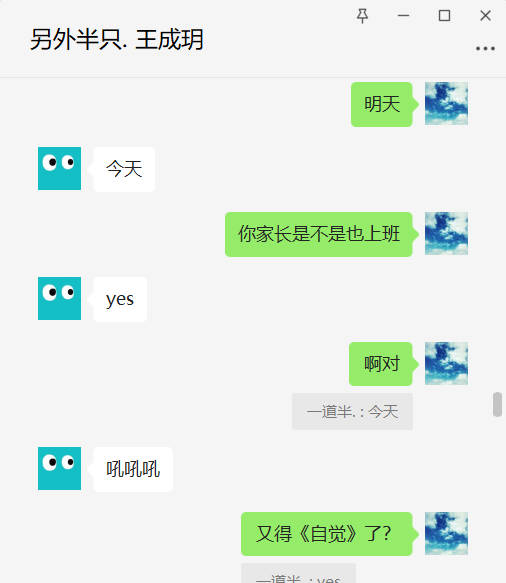 另外半只. 王成玥
明天
今天
你家长是不是也上班
yes
啊对
一道半. : 今天
吼吼吼
又得《自觉》了？
一道半. : yes